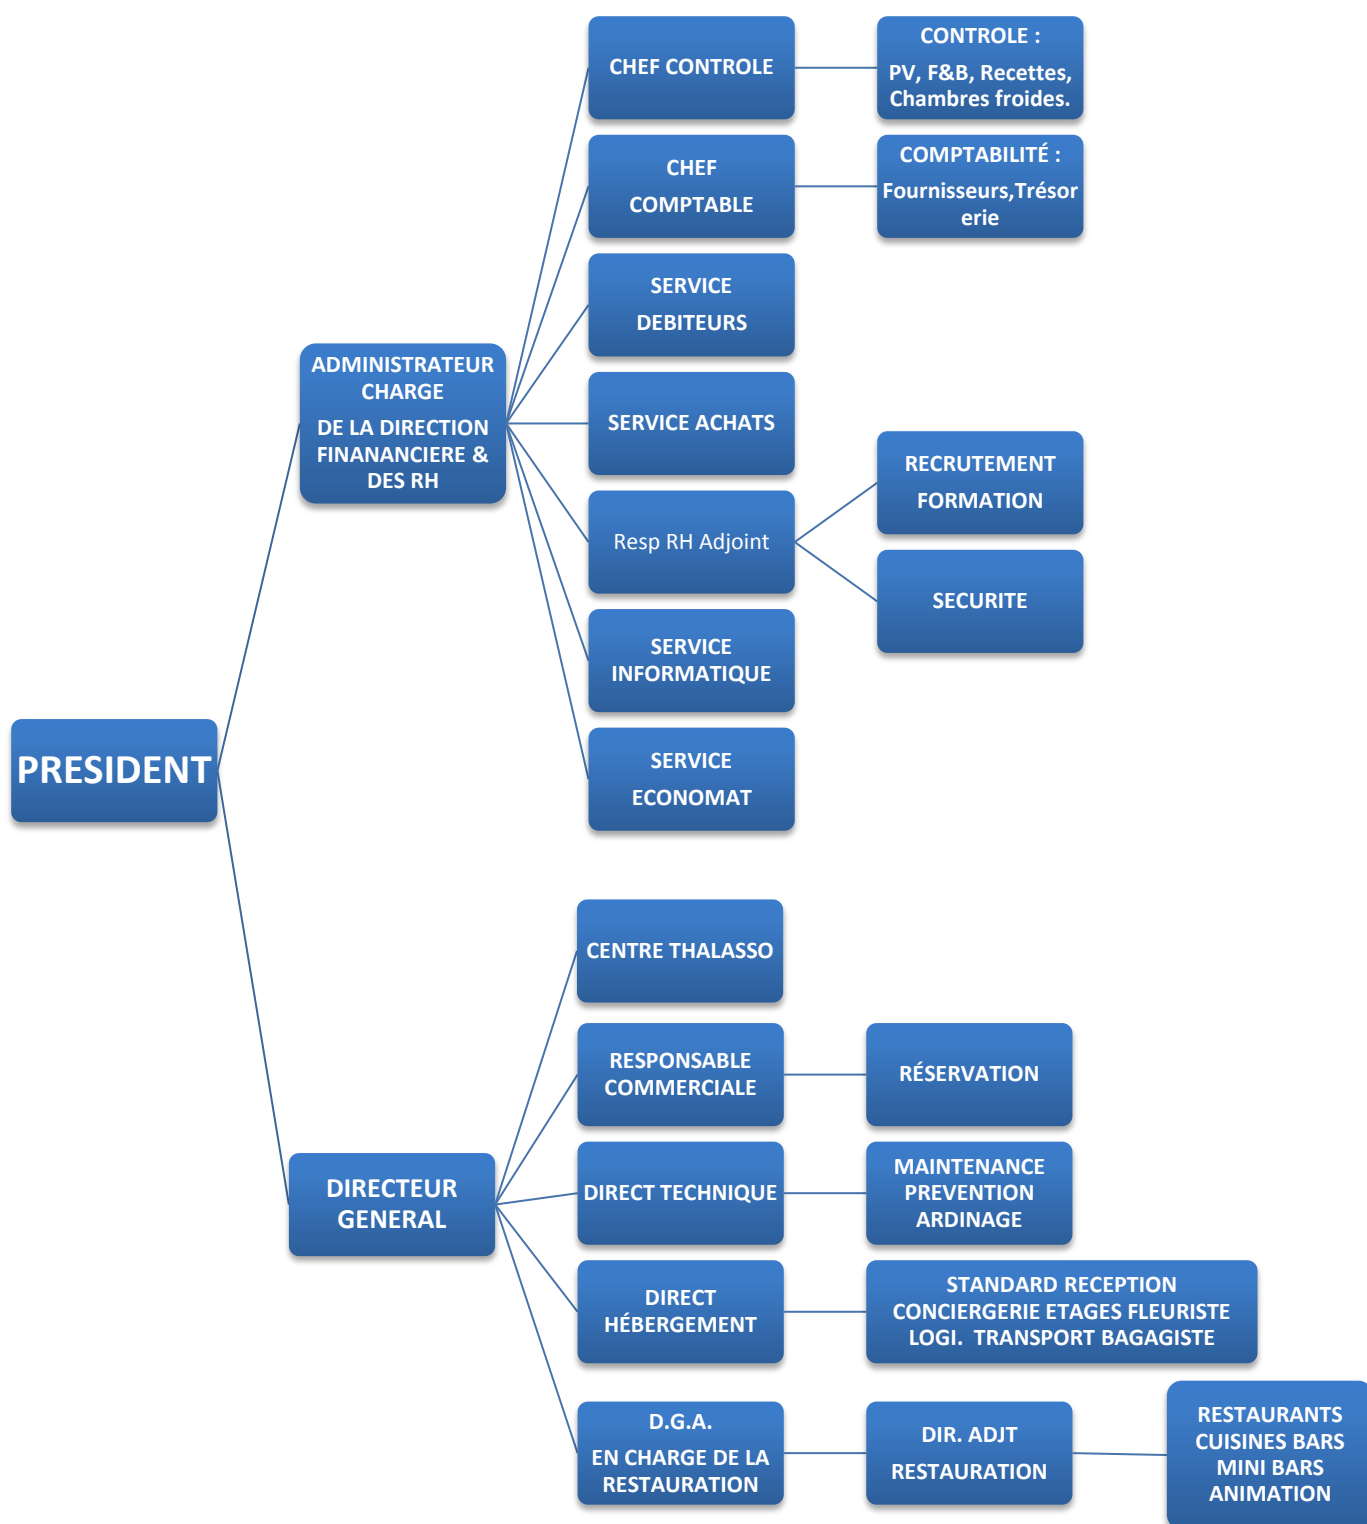 PRESIDENT
ADMINISTRATEUR
CHARGE
DE LA DIRECTION
FINANANCIERE &
DES RH
CHEF CONTROLE
CONTROLE :
PV, F&B, Recettes,
Chambres froides.
CHEF
COMPTABLE
COMPTABILITÉ :
Fournisseurs,Trésor
erie
SERVICE
DEBITEURS
SERVICE ACHATS
Resp RH Adjoint
RECRUTEMENT
FORMATION
SECURITE
SERVICE
INFORMATIQUE
SERVICE
ECONOMAT
DIRECTEUR
GENERAL
CENTRE THALASSO
RESPONSABLE
COMMERCIALE
RÉSERVATION
DIRECT TECHNIQUE
MAINTENANCE
PREVENTION
ARDINAGE
DIRECT
HÉBERGEMENT
STANDARD RECEPTION
CONCIERGERIE ETAGES FLEURISTE
LOGI.  TRANSPORT BAGAGISTE
D.G.A.
EN CHARGE DE LA
RESTAURATION
DIR. ADJT
RESTAURATION
RESTAURANTS
CUISINES BARS
MINI BARS
ANIMATION